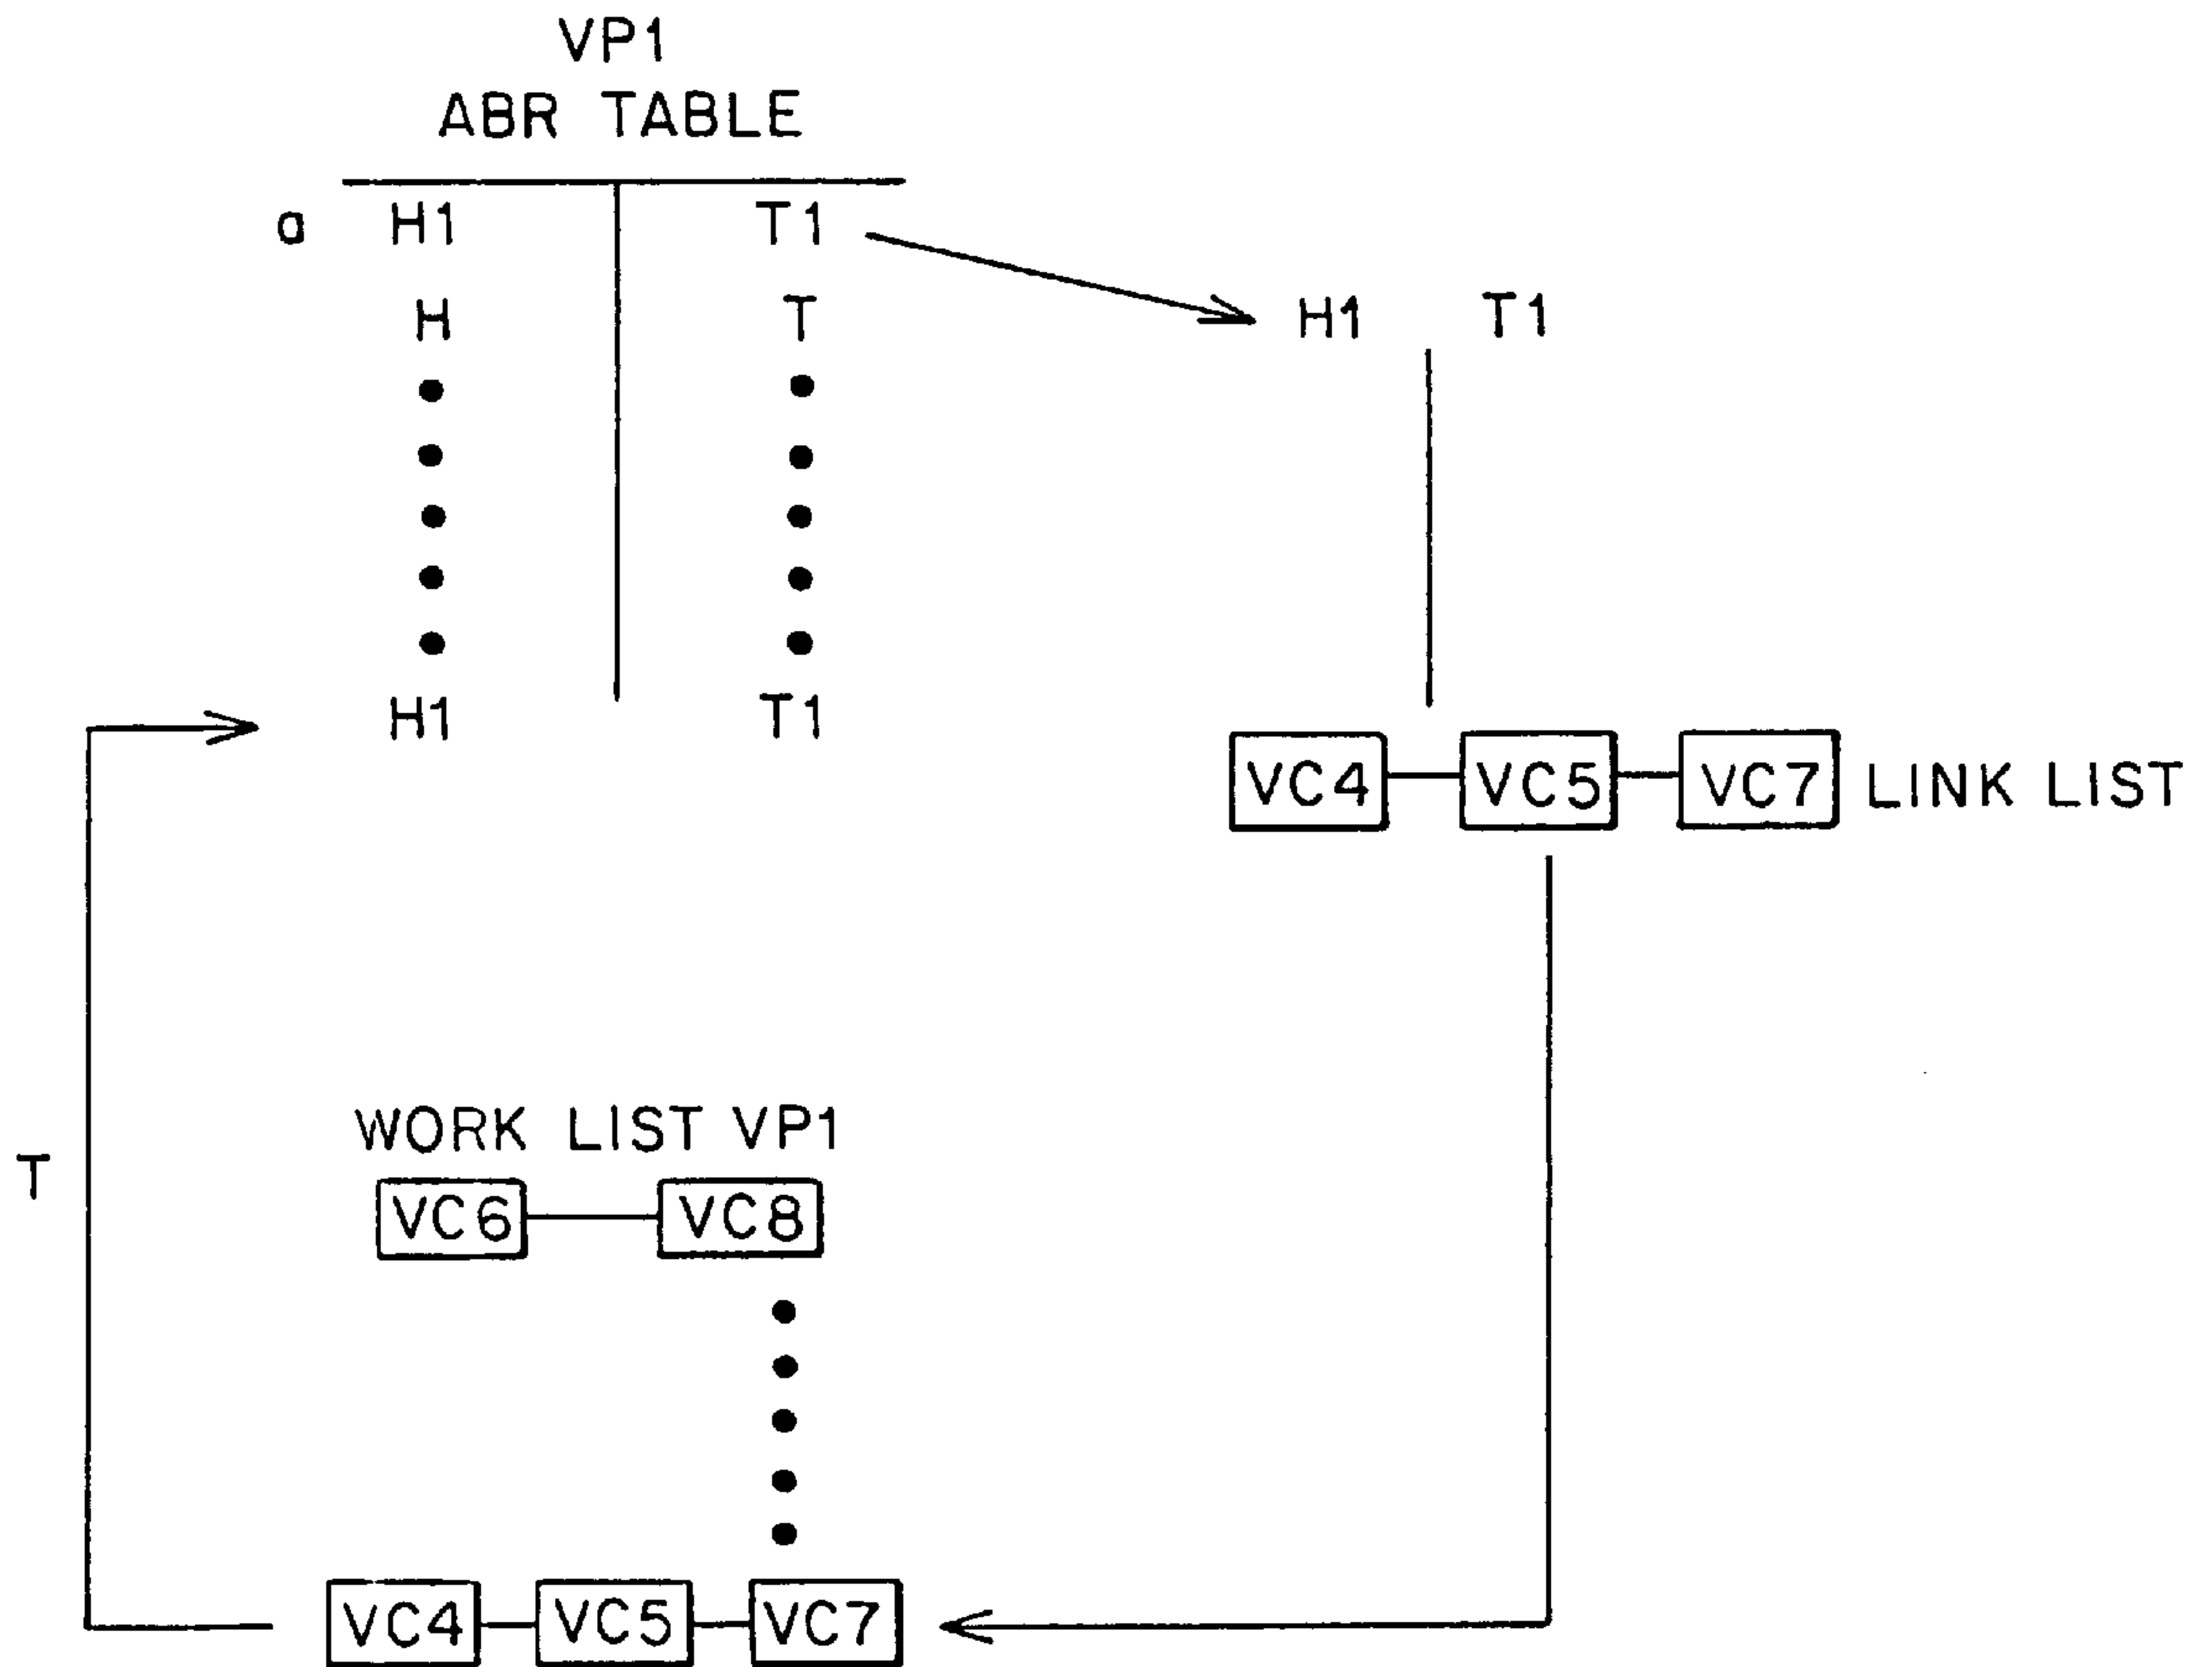 VP1
ABR TABLE
a H1 T1
H T
H1 T1
H1 T1
VC4 VC5 VC7 LINK LIST
T
WORK LIST VP1
VC6 VC8
VC4 VC5 VC7